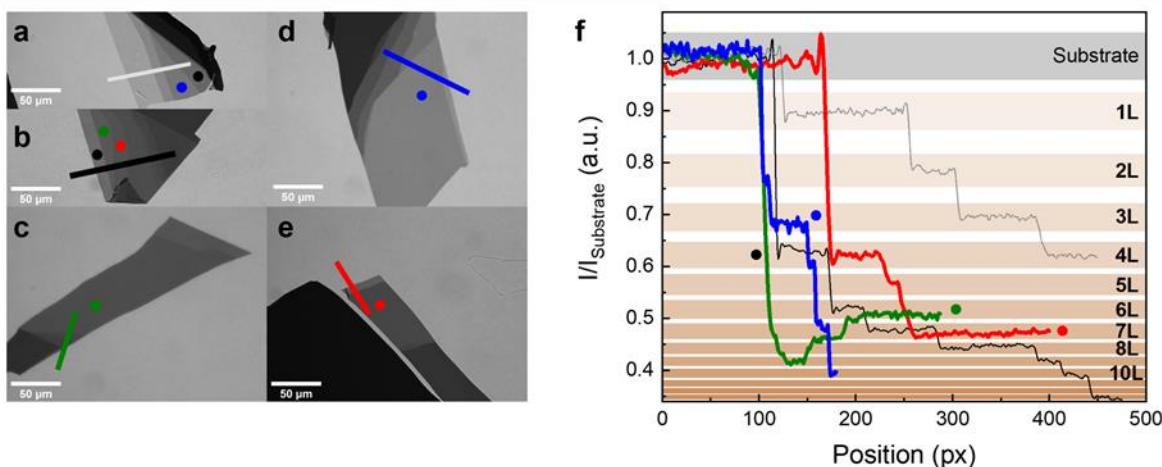 a
50 µm
b
50 µm
c
50 µm
d
50 µm
e
50 µm
f
I/I Substrate (a.u.)
1.0
0.9
0.8
0.7
0.6
0.5
0.4
Substrate
1L
2L
3L
4L
5L
6L
7L
8L
10L
0
100
200
300
400
500
Position (px)